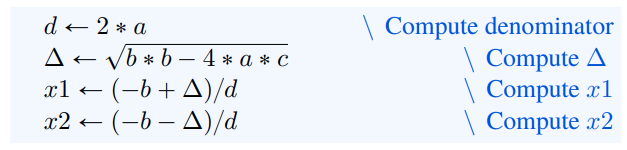 d ← 2 * a \ Compute denominator
Δ ← √b * b − 4 * a * c \ Compute Δ
x1 ← (−b + Δ)/d \ Compute x1
x2 ← (−b − Δ)/d \ Compute x2